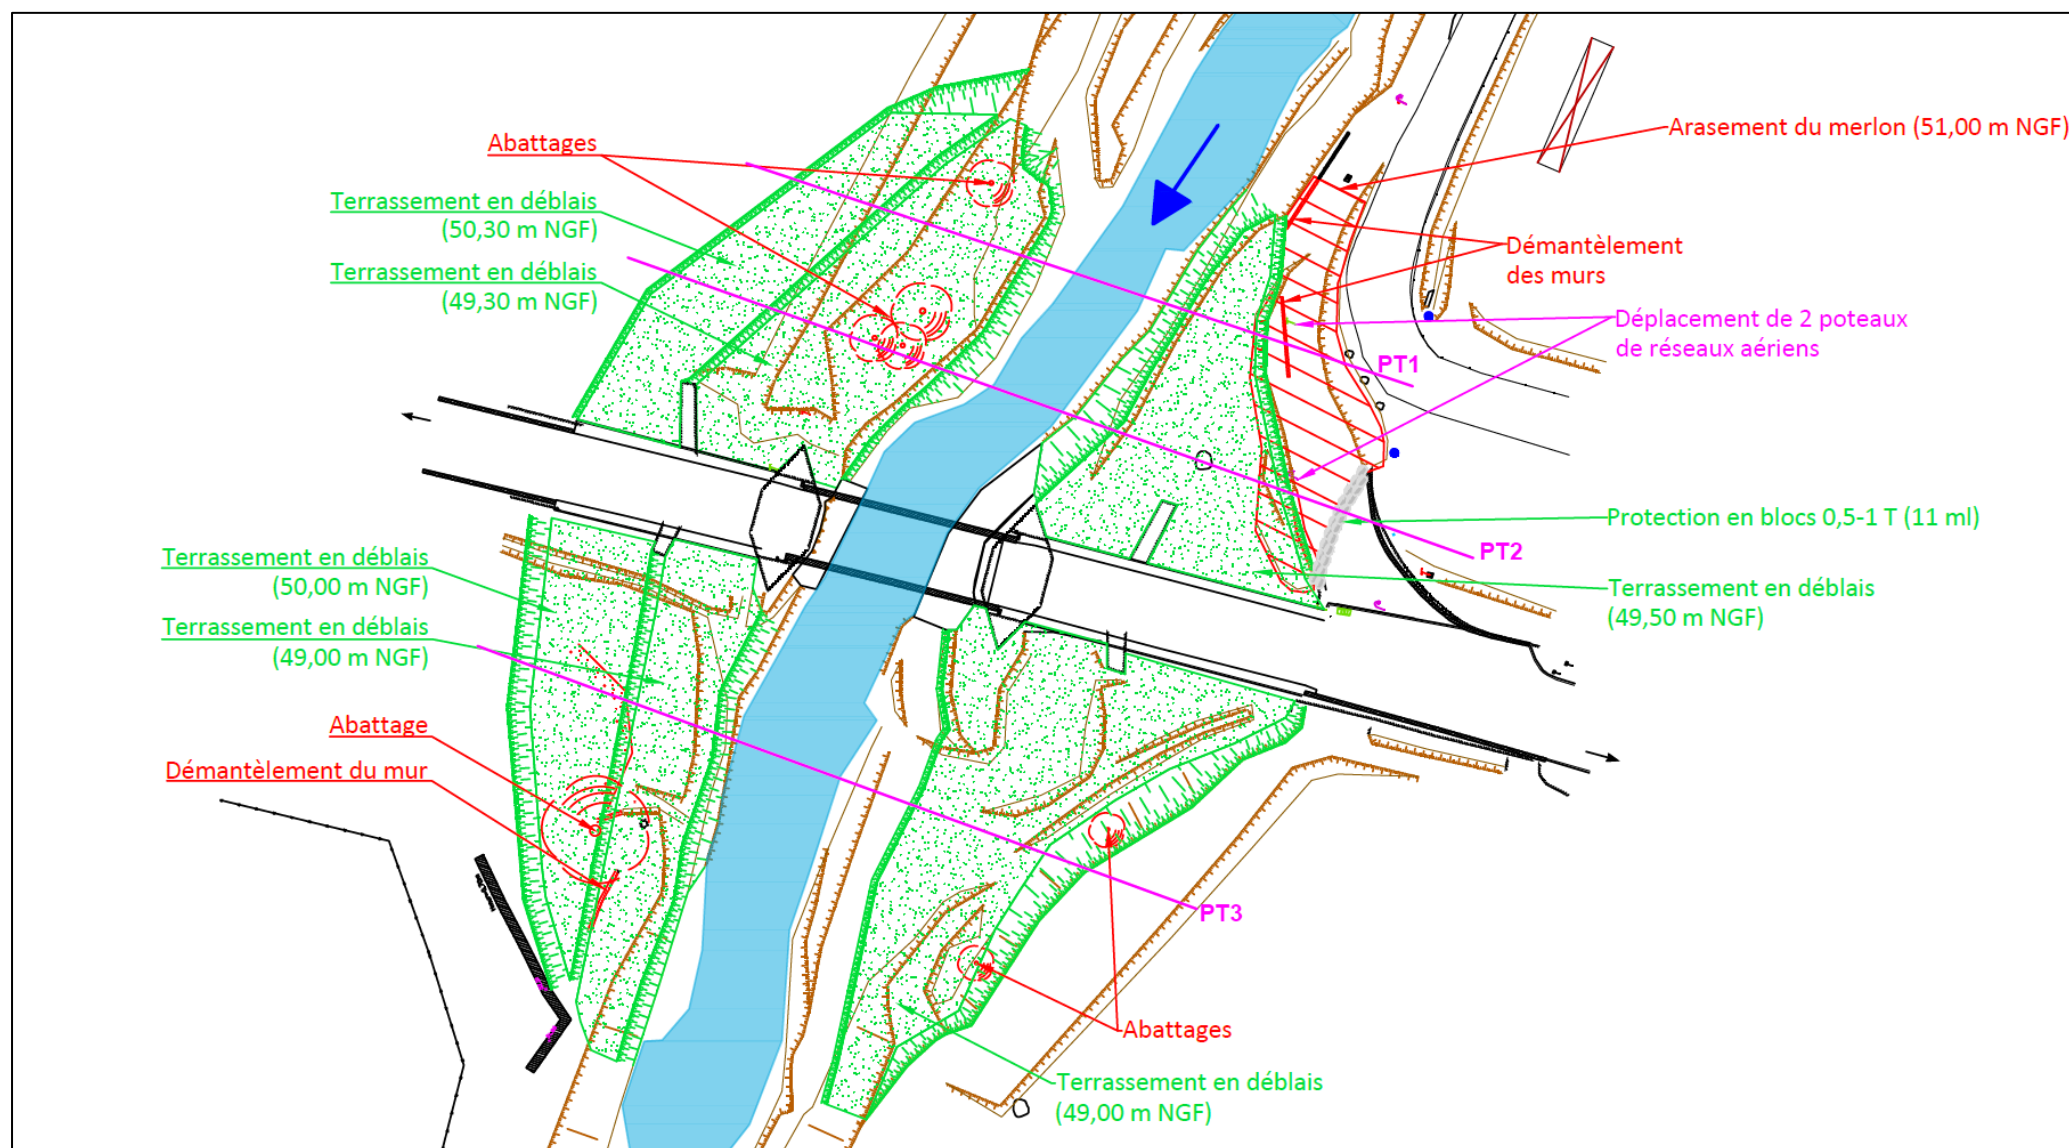 Abattages
Terrassement en déblais
(50,30 m NGF)
Terrassement en déblais
(49,30 m NGF)
Arasement du merlon (51,00 m NGF)
Démantèlement
des murs
Déplacement de 2 poteaux
de réseaux aériens
PT1
Protection en blocs 0,5-1 T (11 ml)
PT2
Terrassement en déblais
(49,50 m NGF)
Terrassement en déblais
(50,00 m NGF)
Terrassement en déblais
(49,00 m NGF)
Abattage
Démantèlement du mur
PT3
Abattages
Terrassement en déblais
(49,00 m NGF)